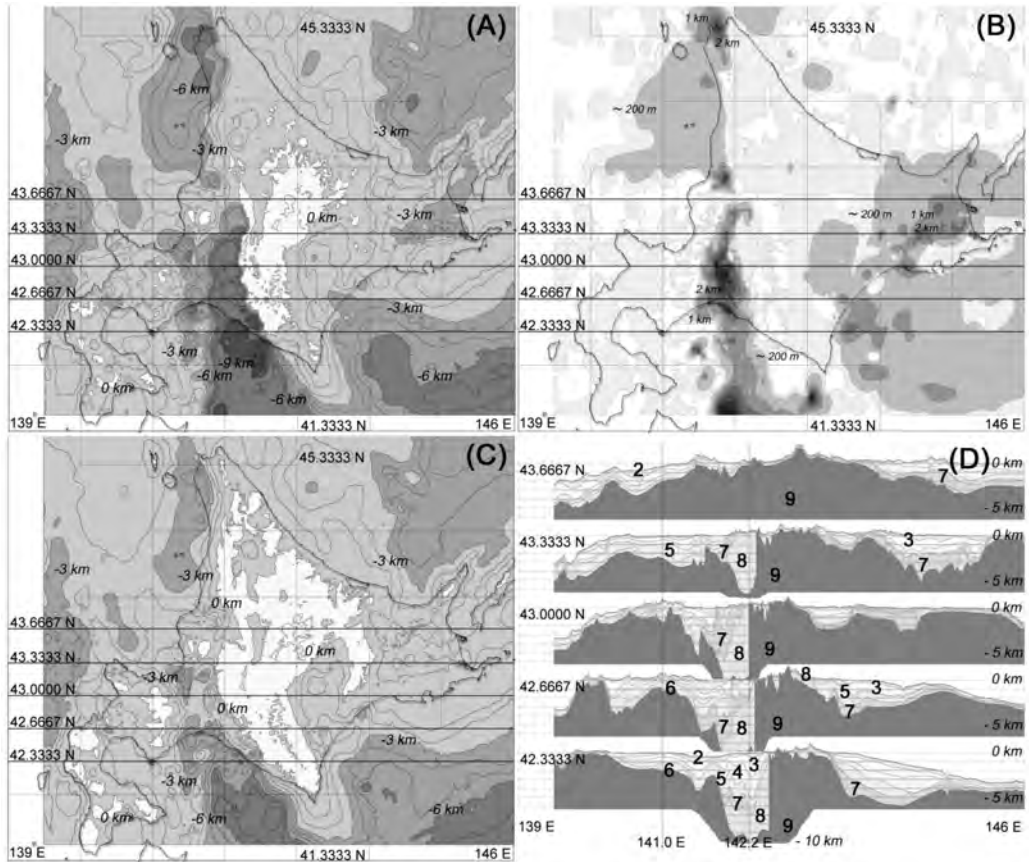 45.3333 N (A)
-6 km
-3 km
-3 km
-3 km
43.6667 N
0 km
-3 km
43.3333 N
43.0000 N
42.6667 N
-3 km
42.3333 N
-3 km
-9 km
-6 km
-6 km
0 km
-6 km
139° E
41.3333 N
146 E
1 km
45.3333 N (B)
2 km
~ 200 m
43.6667 N
~ 200 m
1 km
43.3333 N
2 km
43.0000 N
42.6667 N
2 km
42.3333 N
1 km
~ 200 m
139 E
41.3333 N
146 E
45.3333 N (C)
-3 km
-3 km
-3 km
0 km
43.6667 N
0 km
43.3333 N
-3 km
43.0000 N
0 km
42.6667 N
-3 km
42.3333 N
-3 km
0 km
-6 km
-6 km
139 E
41.3333 N
146 E
(D)
43.6667 N 2 0 km
7
9 - 5 km
43.3333 N 0 km
5 7 8 3
7
9 - 5 km
43.0000 N 0 km
7
8 9 - 5 km
42.6667 N 6 8 5 3 0 km
7
7 8 9 - 5 km
42.3333 N 2 3 0 km
6 5 4
7 7
8 - 5 km
9
139 E 141.0 E 142.2 E - 10 km 146 E